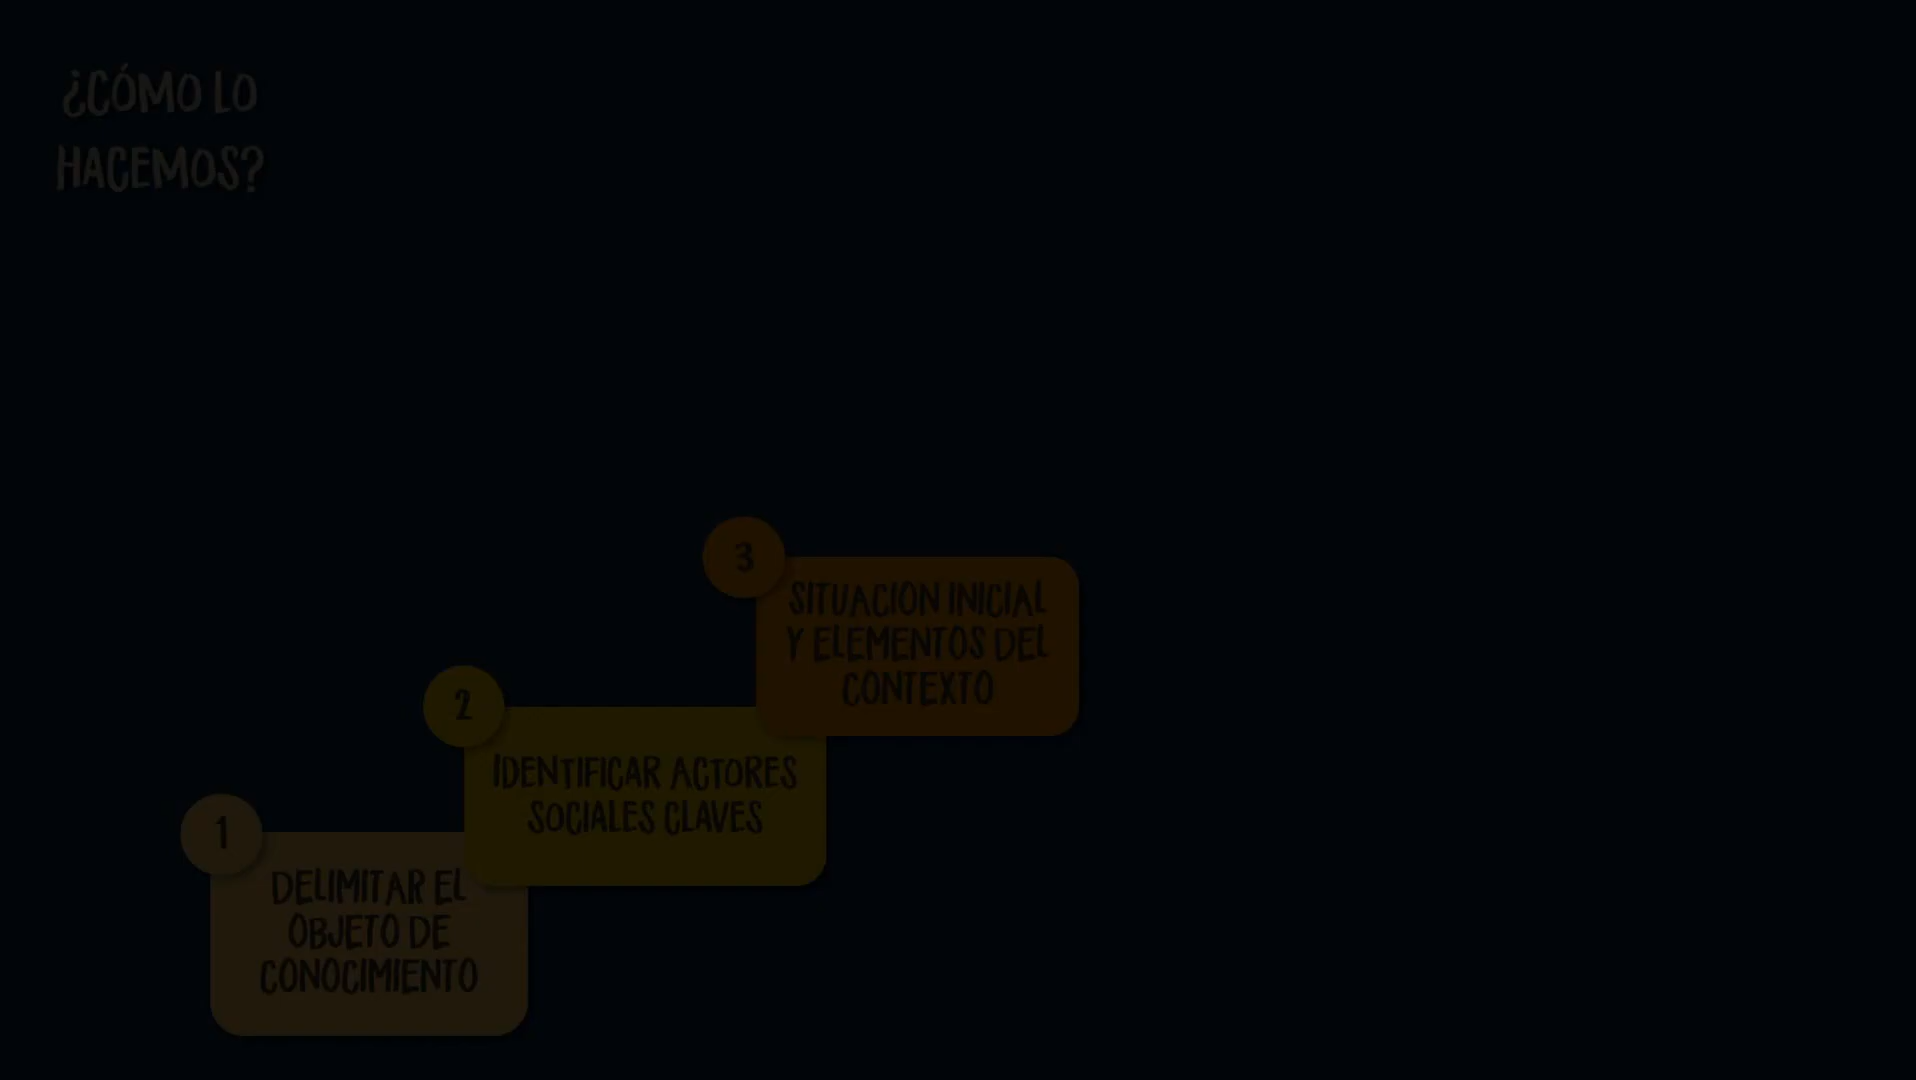 ¿CÓMO LO
HACEMOS?
1
DELIMITAR EL
OBJETO DE
CONOCIMIENTO
2
IDENTIFICAR ACTORES
SOCIALES CLAVES
3
SITUACION INICIAL
Y ELEMENTOS DEL
CONTEXTO